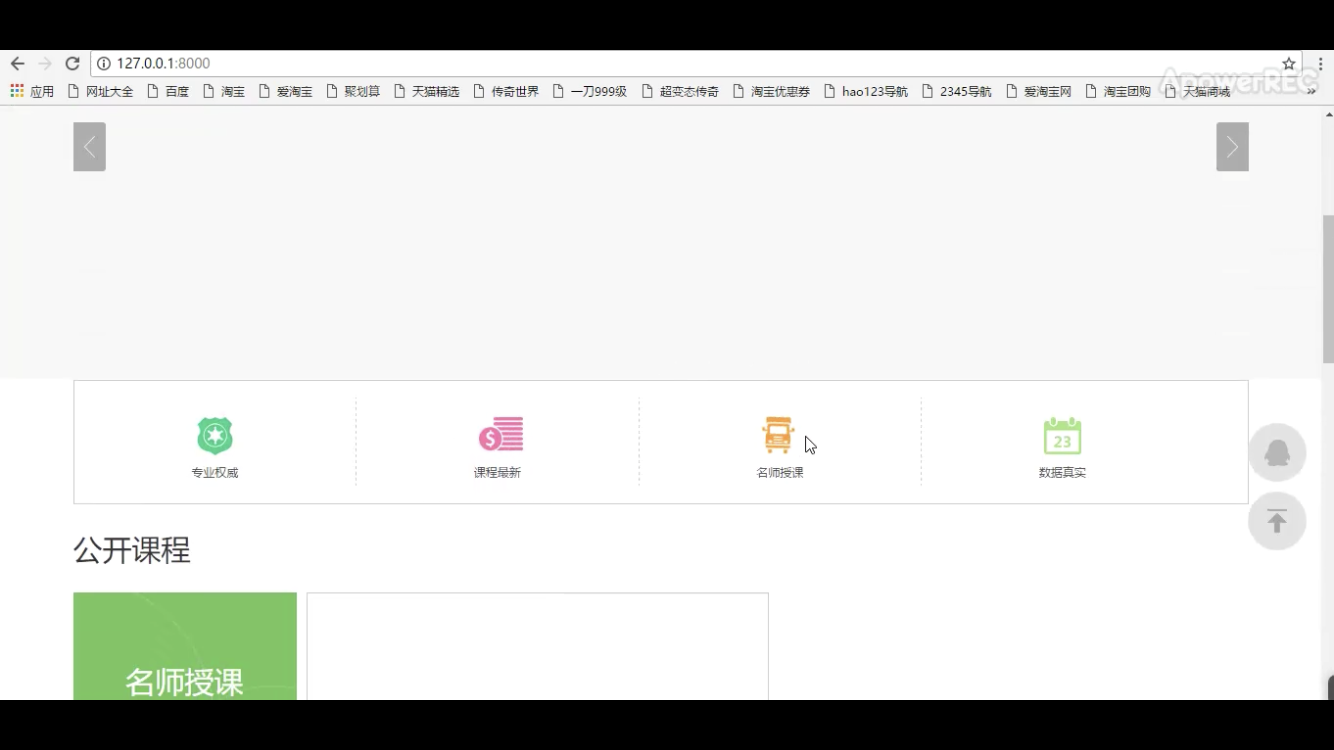 127.0.0.1:8000
ApowerREC
应用 网址大全 百度 淘宝 爱淘宝 聚划算 天猫精选 传奇世界 一刀999级 超变态传奇 淘宝优惠券 hao123导航 2345导航 爱淘宝网 淘宝团购 天猫商城
$ 23
专业权威 课程最新 名师授课 数据真实
公开课程
名师授课